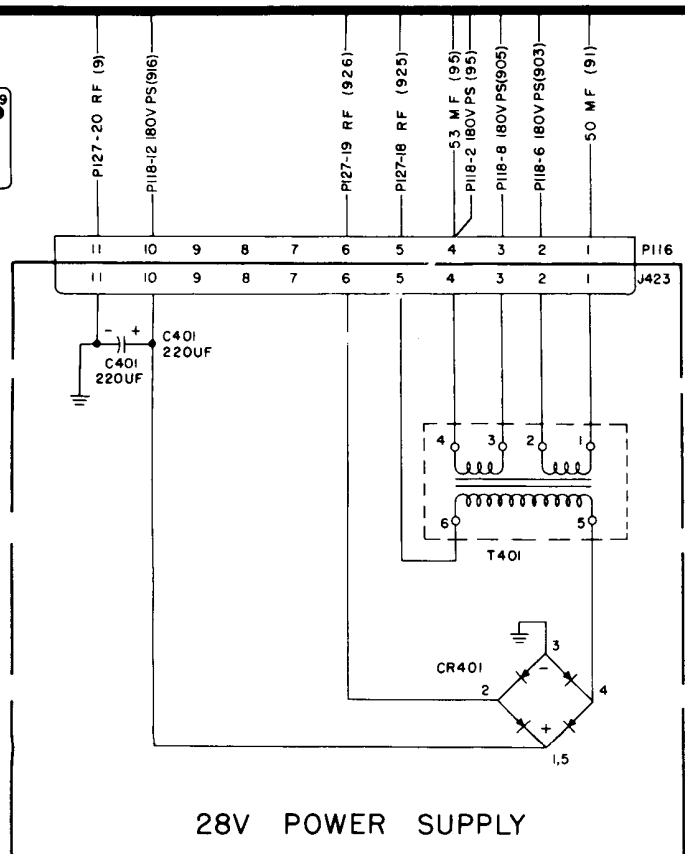 9
P127-20 RF (9)
P118-12 180V PS(916)
P127-19 RF (926)
P127-18 RF (925)
53 MF (95)
P118-2 180V PS (95)
P118-8 180V PS(905)
P118-6 180V PS(903)
50 MF (91)
11 10 9 8 7 6 5 4 3 2 1 P116
11 10 9 8 7 6 5 4 3 2 1 J423
- +
C401
220UF
C401
220UF
4 3 2 1
6 5
T401
3
CR401
-
2 4
+
1,5
28V POWER SUPPLY